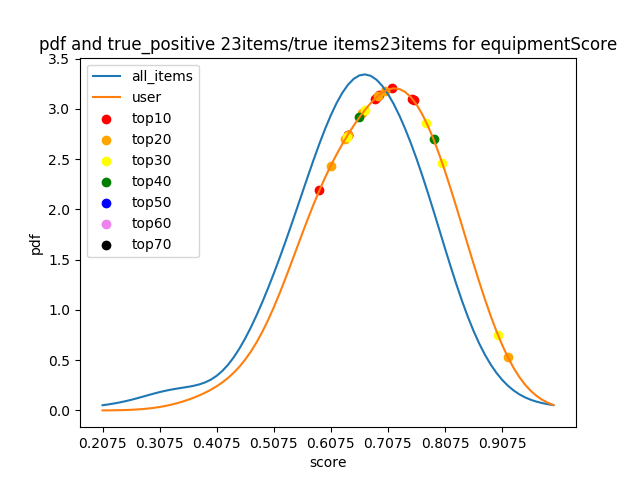 pdf and true_positive 23items/true items23items for equipmentScore
3.5
3.0
2.5
2.0
1.5
1.0
0.5
0.0
pdf
all_items
user
top10
top20
top30
top40
top50
top60
top70
0.2075 0.3075 0.4075 0.5075 0.6075 0.7075 0.8075 0.9075
score